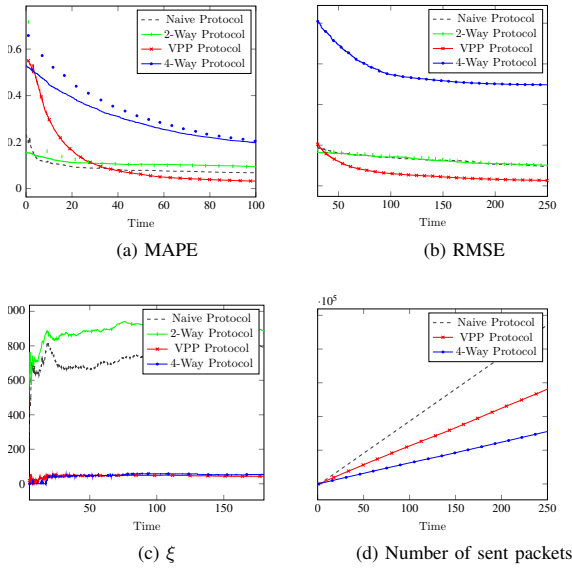 Naive Protocol
2-Way Protocol
VPP Protocol
4-Way Protocol
0.6
0.4
0.2
0
0 20 40 60 80 100
Time
(a) MAPE
Naive Protocol
2-Way Protocol
VPP Protocol
4-Way Protocol
50 100 150 200 250
Time
(b) RMSE
Naive Protocol
2-Way Protocol
VPP Protocol
4-Way Protocol
000
800
600
400
200
0
50 100 150
Time
(c) ξ
·10⁵
Naive Protocol
VPP Protocol
4-Way Protocol
0 50 100 150 200 250
Time
(d) Number of sent packets